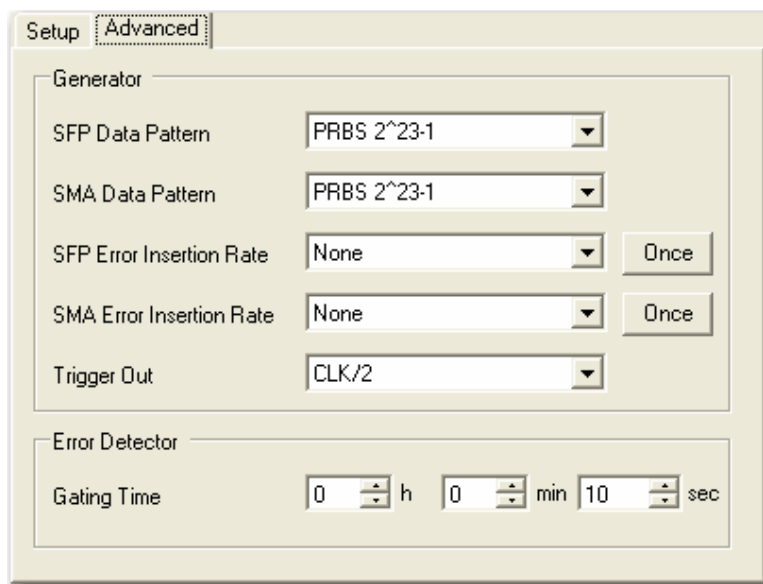 Setup Advanced
Generator
SFP Data Pattern PRBS 2^23-1
SMA Data Pattern PRBS 2^23-1
SFP Error Insertion Rate None Once
SMA Error Insertion Rate None Once
Trigger Out CLK/2
Error Detector
Gating Time 0 h 0 min 10 sec